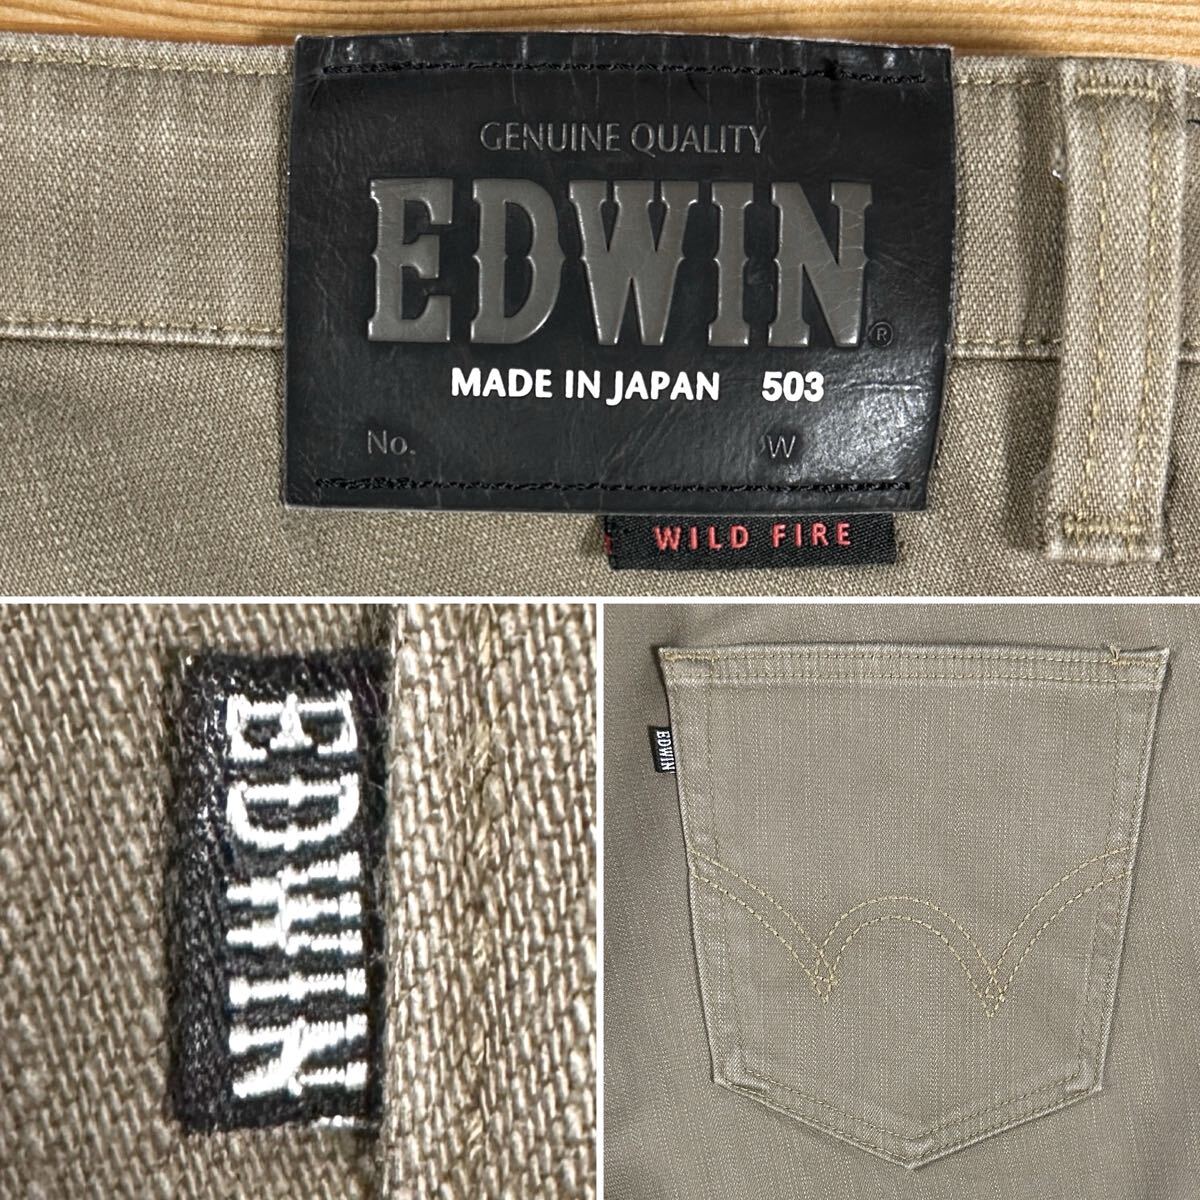 GENUINE QUALITY
EDWIN®
MADE IN JAPAN 503
No. W
WILD FIRE
EDWIN
EDWIN